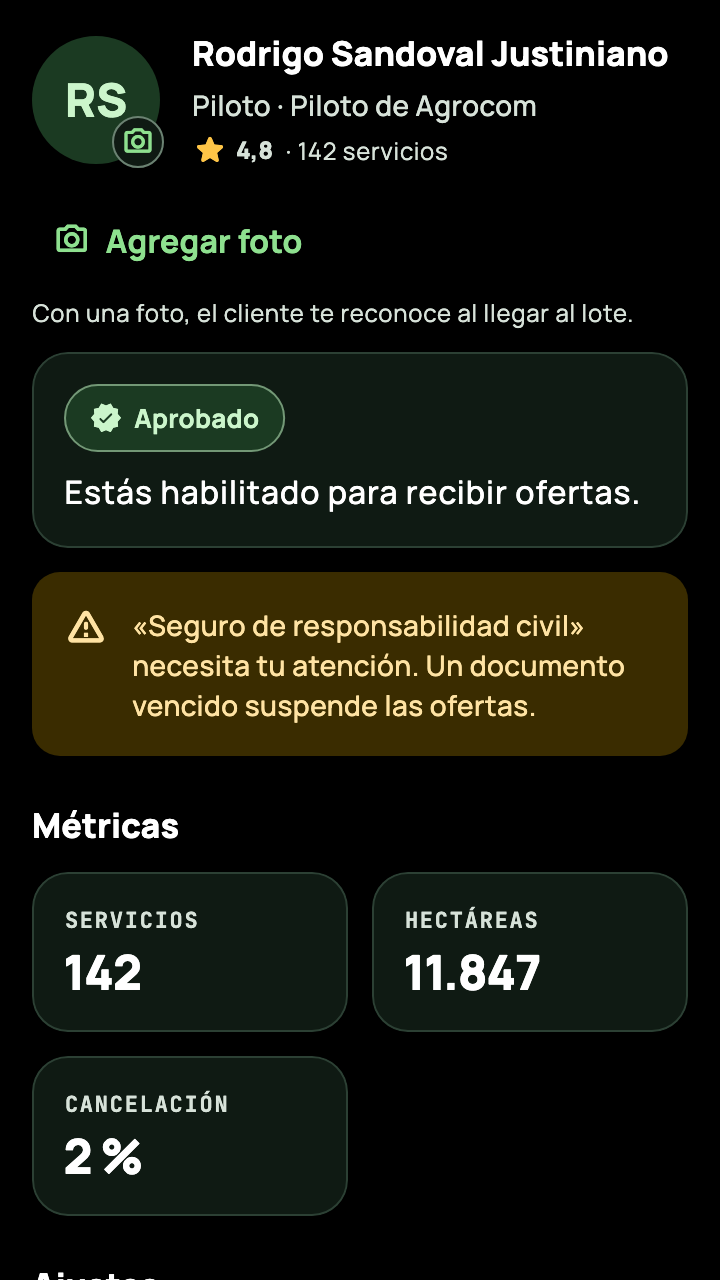 RS
Rodrigo Sandoval Justiniano
Piloto · Piloto de Agrocom
4,8 · 142 servicios
Agregar foto
Con una foto, el cliente te reconoce al llegar al lote.
Aprobado
Estás habilitado para recibir ofertas.
«Seguro de responsabilidad civil»
necesita tu atención. Un documento
vencido suspende las ofertas.
Métricas
SERVICIOS
142
HECTÁREAS
11.847
CANCELACIÓN
2 %
Ajustes